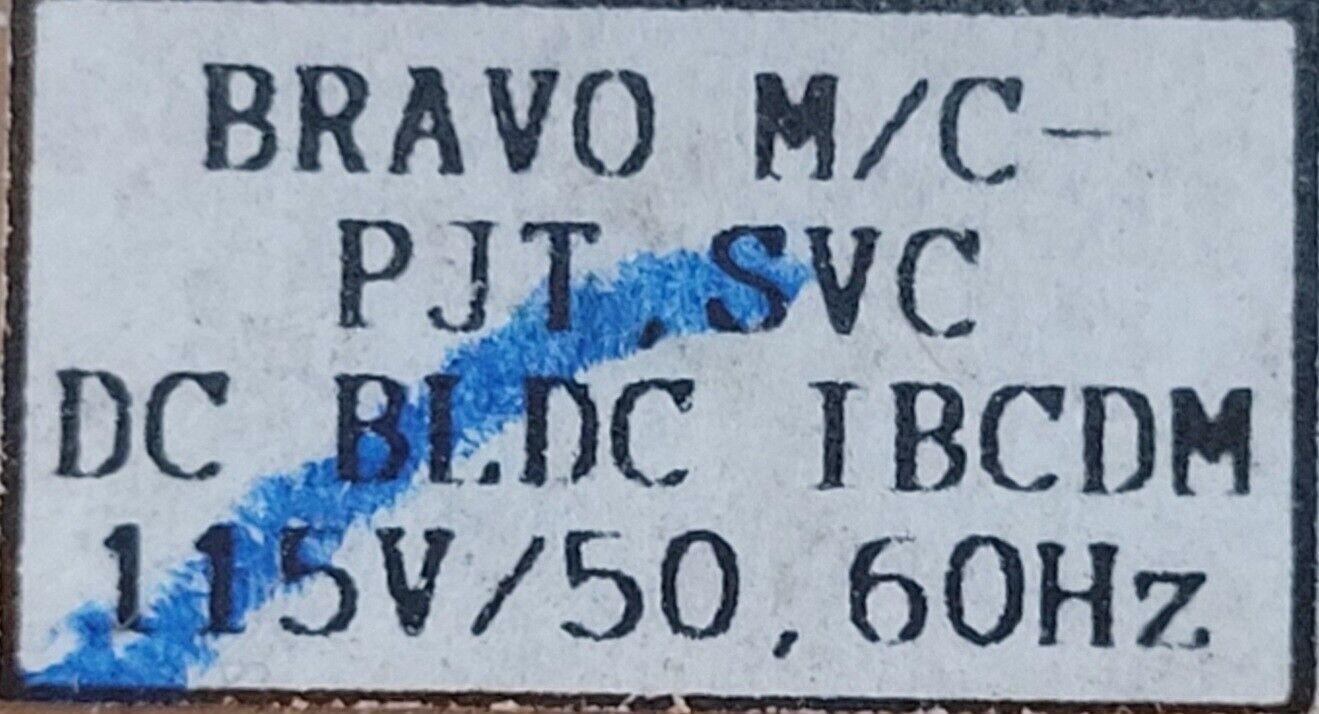 BRAVO M/C-
PJT,SVC
DC BLDC IBCDM
115V/50,60Hz